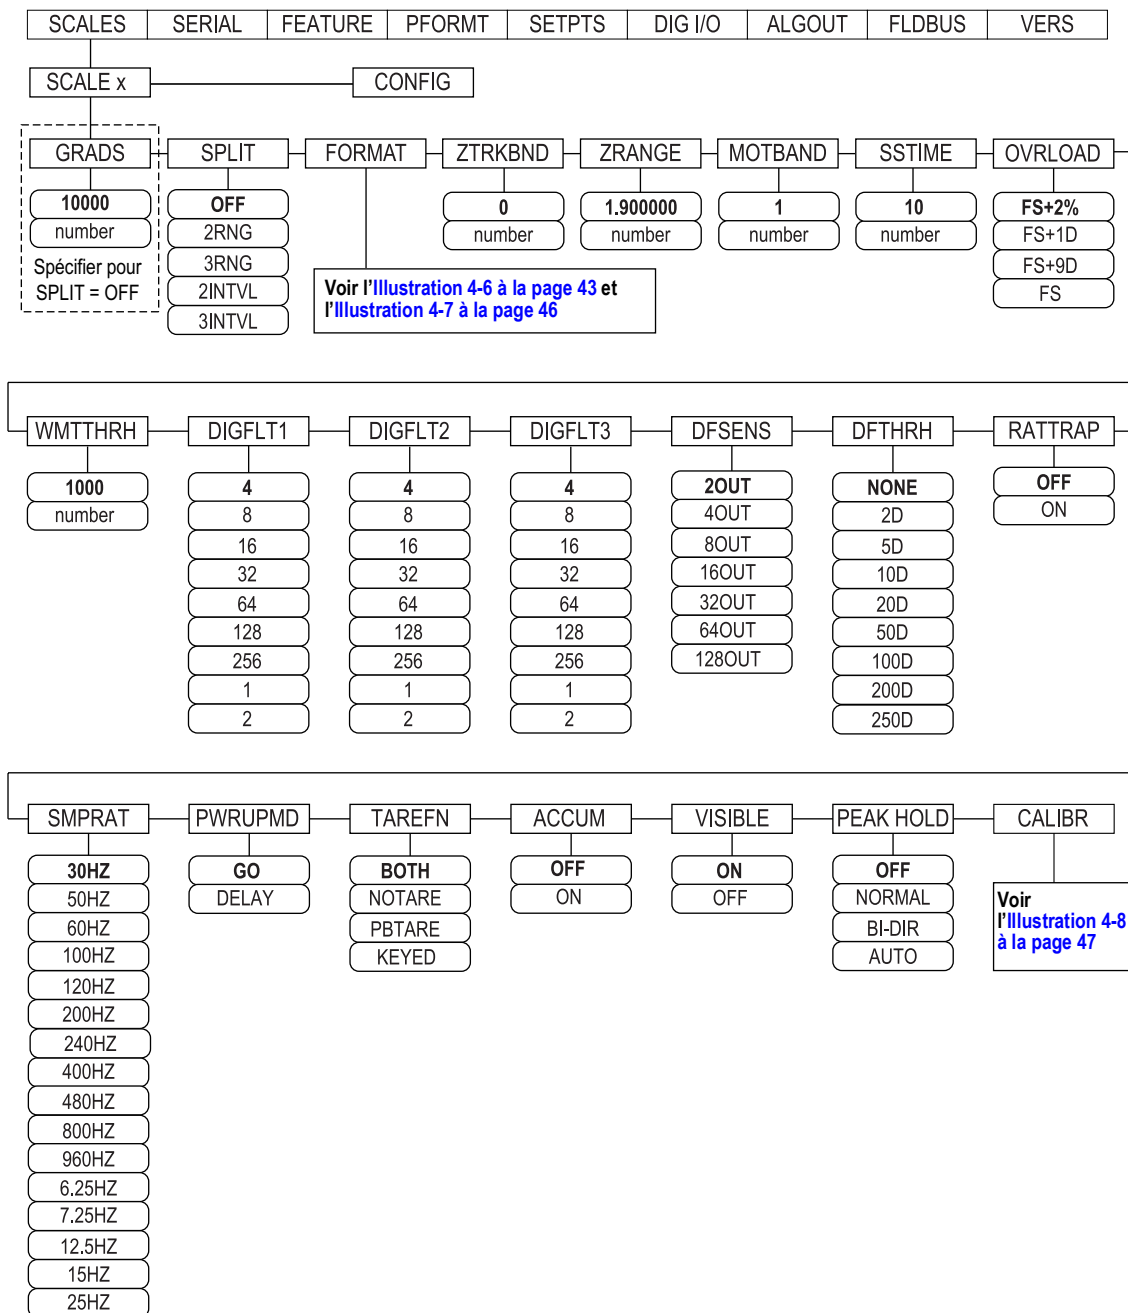 SCALES SERIAL FEATURE PFORMT SETPTS DIG I/O ALGOUT FLDBUS VERS
SCALE x CONFIG
GRADS SPLIT FORMAT ZTRKBND ZRANGE MOTBAND SSTIME OVRLOAD
10000 OFF 0 1.900000 1 10 FS+2%
number 2RNG number number number number FS+1D
3RNG FS+9D
Spécifier pour
SPLIT = OFF
2INTVL FS
3INTVL
Voir l'Illustration 4-6 à la page 43 et
l'Illustration 4-7 à la page 46
WMTTHRH DIGFLT1 DIGFLT2 DIGFLT3 DFSENS DFTHRH RATTRAP
1000 4 4 4 2OUT NONE OFF
number 8 8 8 4OUT 2D ON
16 16 16 8OUT 5D
32 32 32 16OUT 10D
64 64 64 32OUT 20D
128 128 128 64OUT 50D
256 256 256 128OUT 100D
1 1 1 200D
2 2 2 250D
SMPRAT PWRUPMD TAREFN ACCUM VISIBLE PEAK HOLD CALIBR
30HZ GO BOTH OFF ON OFF
50HZ DELAY NOTARE ON OFF NORMAL
60HZ PBTARE BI-DIR
100HZ KEYED AUTO
Voir
l'Illustration 4-8
à la page 47
120HZ
200HZ
240HZ
400HZ
480HZ
800HZ
960HZ
6.25HZ
7.25HZ
12.5HZ
15HZ
25HZ